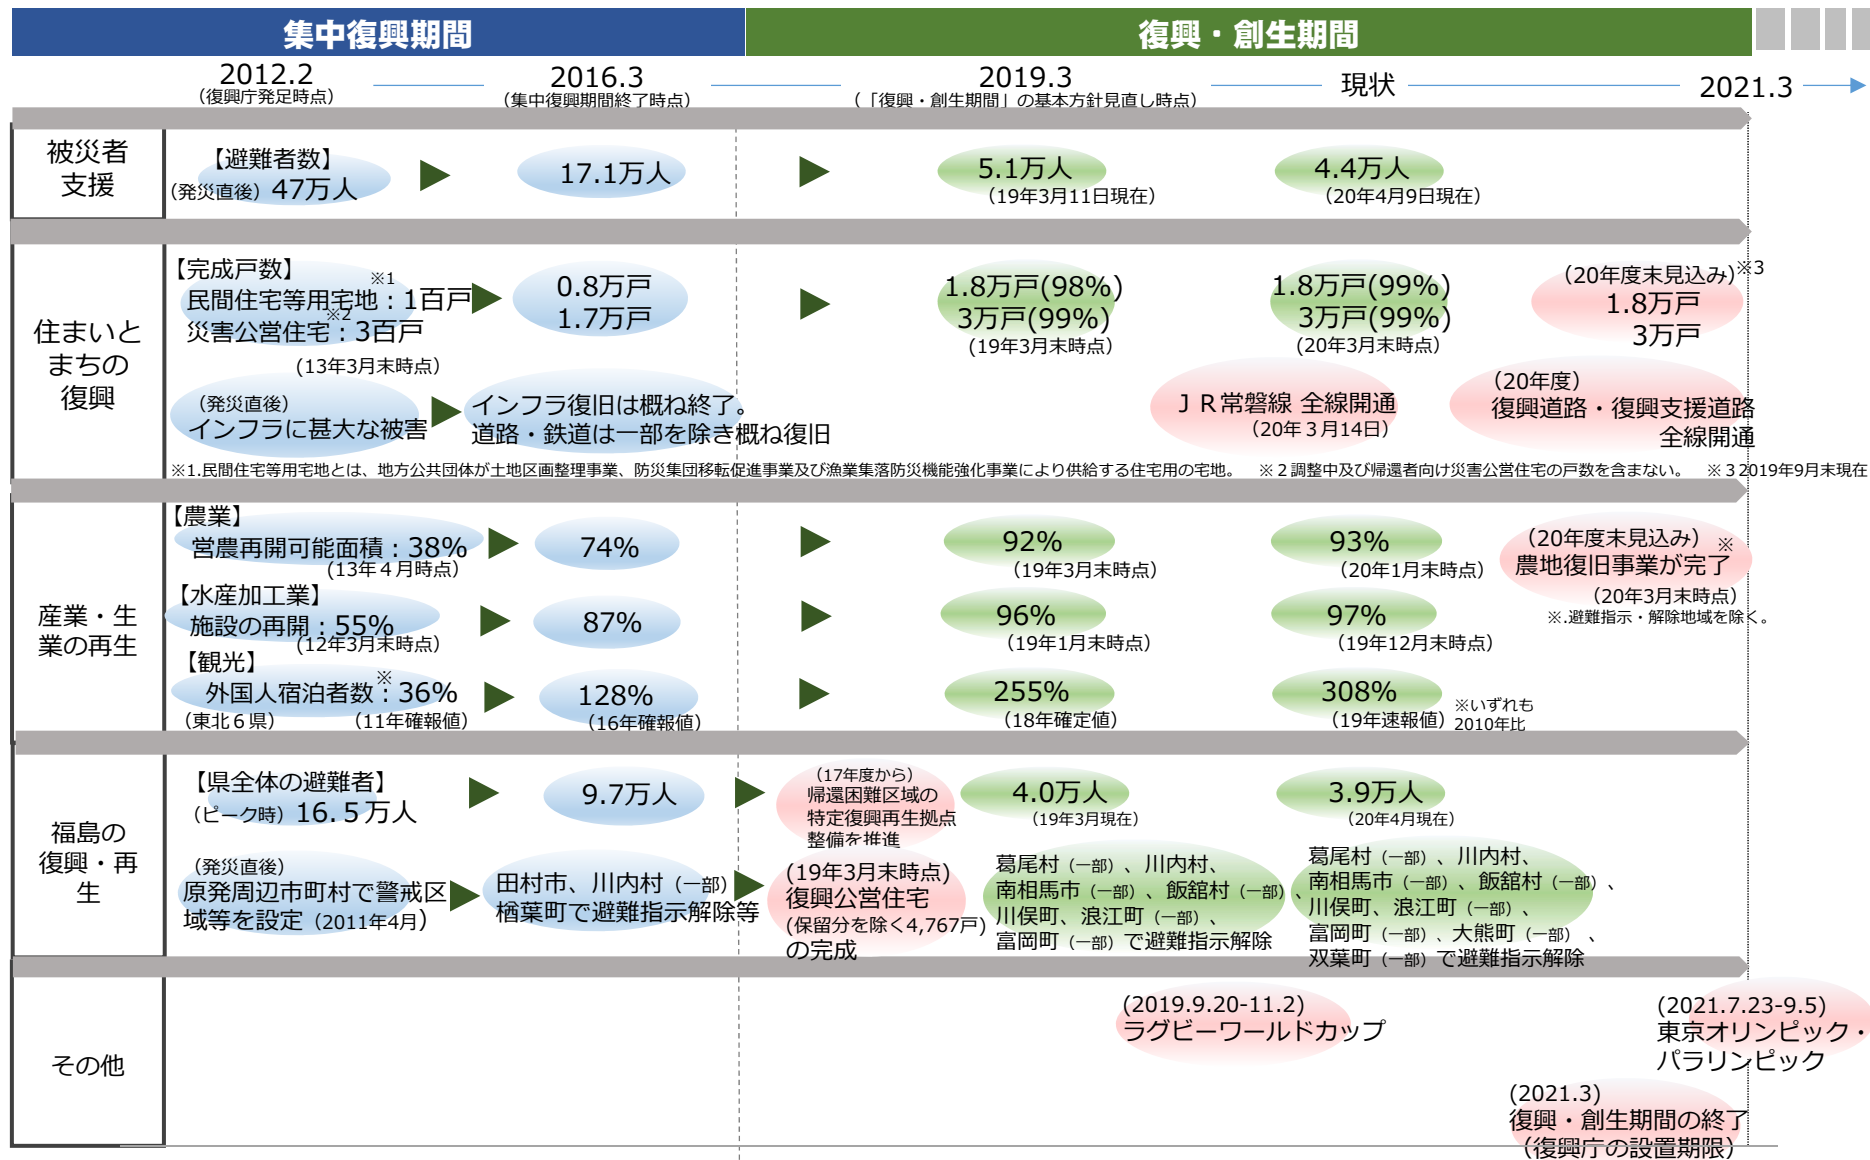 集中復興期間
復興・創生期間
2012.2
(復興庁発足時点)
2016.3
(集中復興期間終了時点)
2019.3
(「復興・創生期間」の基本方針見直し時点)
現状
2021.3
被災者
支援
【避難者数】
(発災直後) 47万人
17.1万人
5.1万人
(19年3月11日現在)
4.4万人
(20年4月9日現在)
住まいと
まちの
復興
【完成戸数】
※1
民間住宅等用宅地：1百戸
※2
災害公営住宅：3百戸
(13年3月末時点)
0.8万戸
1.7万戸
1.8万戸(98%)
3万戸(99%)
(19年3月末時点)
1.8万戸(99%)
3万戸(99%)
(20年3月末時点)
(20年度末見込み)※3
1.8万戸
3万戸
(発災直後)
インフラに甚大な被害
インフラ復旧は概ね終了。
道路・鉄道は一部を除き概ね復旧
ＪＲ常磐線 全線開通
(20年３月14日)
(20年度)
復興道路・復興支援道路
全線開通
※1.民間住宅等用宅地とは、地方公共団体が土地区画整理事業、防災集団移転促進事業及び漁業集落防災機能強化事業により供給する住宅用の宅地。　※２調整中及び帰還者向け災害公営住宅の戸数を含まない。　※３2019年9月末現在
産業・生
業の再生
【農業】
営農再開可能面積：38%
(13年４月時点)
74%
92%
(19年3月末時点)
93%
(20年1月末時点)
(20年度末見込み) ※
農地復旧事業が完了
(20年3月末時点)
※.避難指示・解除地域を除く。
【水産加工業】
施設の再開：55%
(12年3月末時点)
87%
96%
(19年1月末時点)
97%
(19年12月末時点)
【観光】
※
外国人宿泊者数：36%
(東北６県)　(11年確報値)
128%
(16年確報値)
255%
(18年確定値)
308%
(19年速報値)
※いずれも
2010年比
福島の
復興・再
生
【県全体の避難者】
(ピーク時) 16.５万人
9.7万人
(17年度から)
帰還困難区域の
特定復興再生拠点
整備を推進
4.0万人
(19年3月現在)
3.9万人
(20年4月現在)
(発災直後)
原発周辺市町村で警戒区
域等を設定 (2011年4月)
田村市、川内村 (一部)
楢葉町で避難指示解除等
(19年3月末時点)
復興公営住宅
(保留分を除く4,767戸)
の完成
葛尾村 (一部) 、川内村、
南相馬市 (一部) 、飯舘村 (一部) 、
川俣町、浪江町 (一部) 、
富岡町 (一部) で避難指示解除
葛尾村 (一部) 、川内村、
南相馬市 (一部) 、飯舘村 (一部) 、
川俣町、浪江町 (一部) 、
富岡町 (一部) 、大熊町 (一部) 、
双葉町 (一部) で避難指示解除
その他
(2019.9.20-11.2)
ラグビーワールドカップ
(2021.7.23-9.5)
東京オリンピック・
パラリンピック
(2021.3)
復興・創生期間の終了
(復興庁の設置期限)